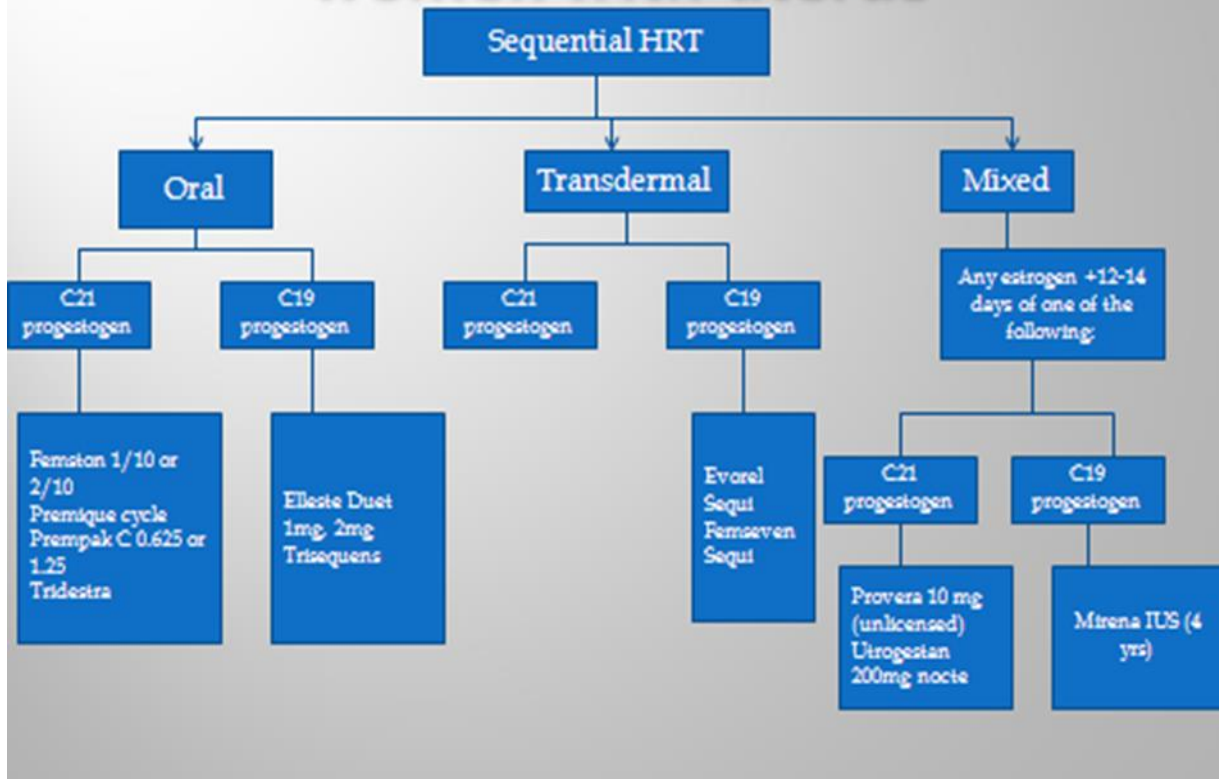 Sequential HRT
Oral
Transdermal
Mixed
C21
progestogen
C19
progestogen
C21
progestogen
C19
progestogen
Any estrogen +12-14
days of one of the
following:
Femston 1/10 or
2/10
Premique cycle
Prempak C 0.625 or
1.25
Tridestra
Elleste Duet
1mg, 2mg
Trisequens
Evorel
Sequi
Femseven
Sequi
C21
progestogen
C19
progestogen
Provera 10 mg
(unlicensed)
Utrogestan
200mg nocte
Mirena IUS (4
yrs)